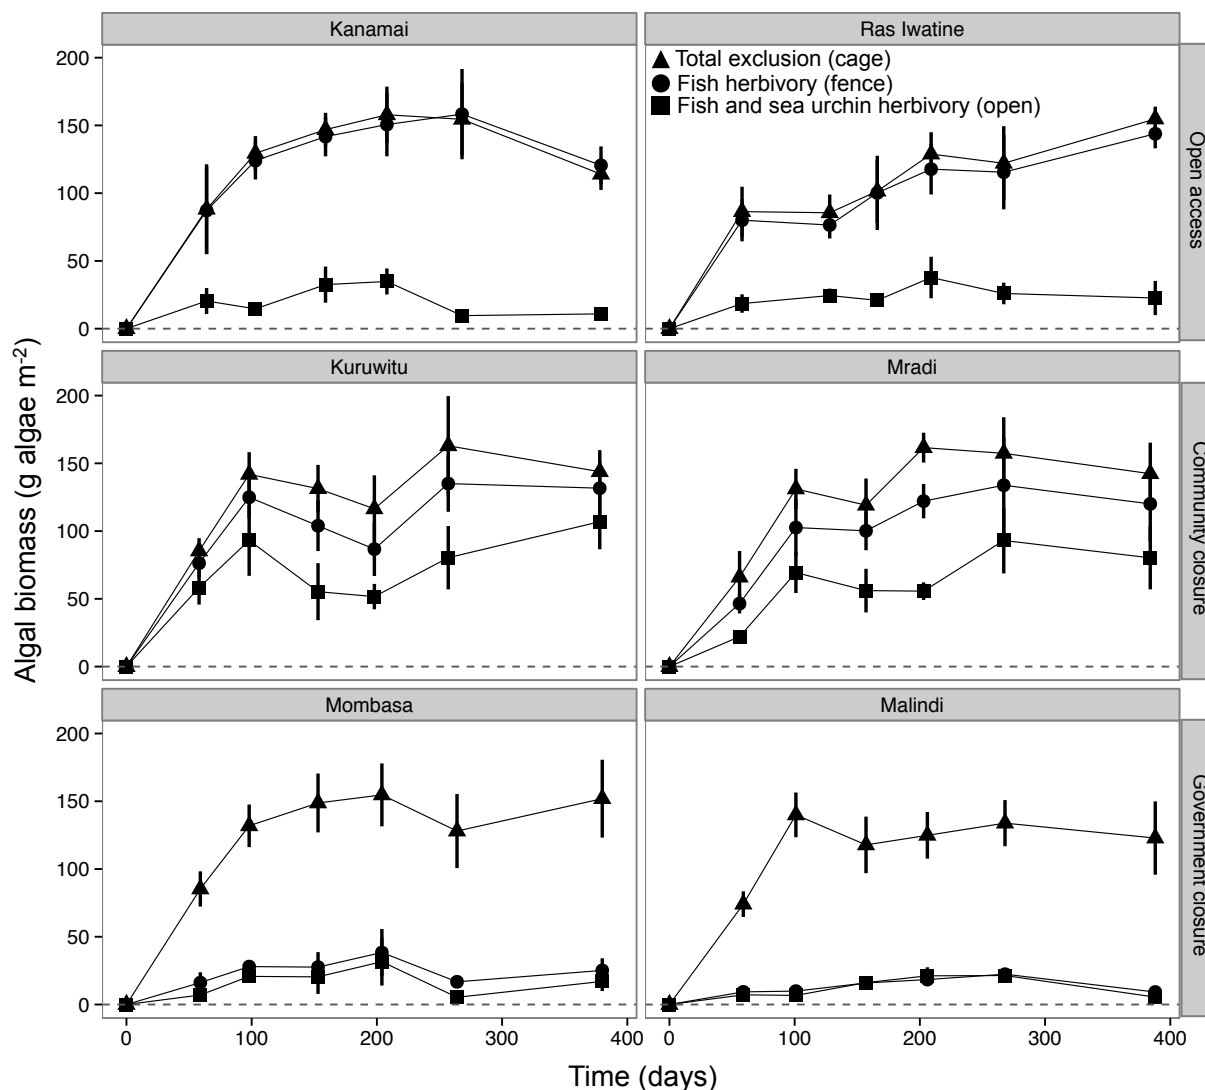 Kanamai
Ras Iwatine
Total exclusion (cage)
Fish herbivory (fence)
Fish and sea urchin herbivory (open)
200
150
100
50
0
Open access
Kuruwitu
Mradi
200
150
100
50
0
Community closure
Algal biomass (g algae m⁻²)
Mombasa
Malindi
200
150
100
50
0
Government closure
0 100 200 300 400
0 100 200 300 400
Time (days)